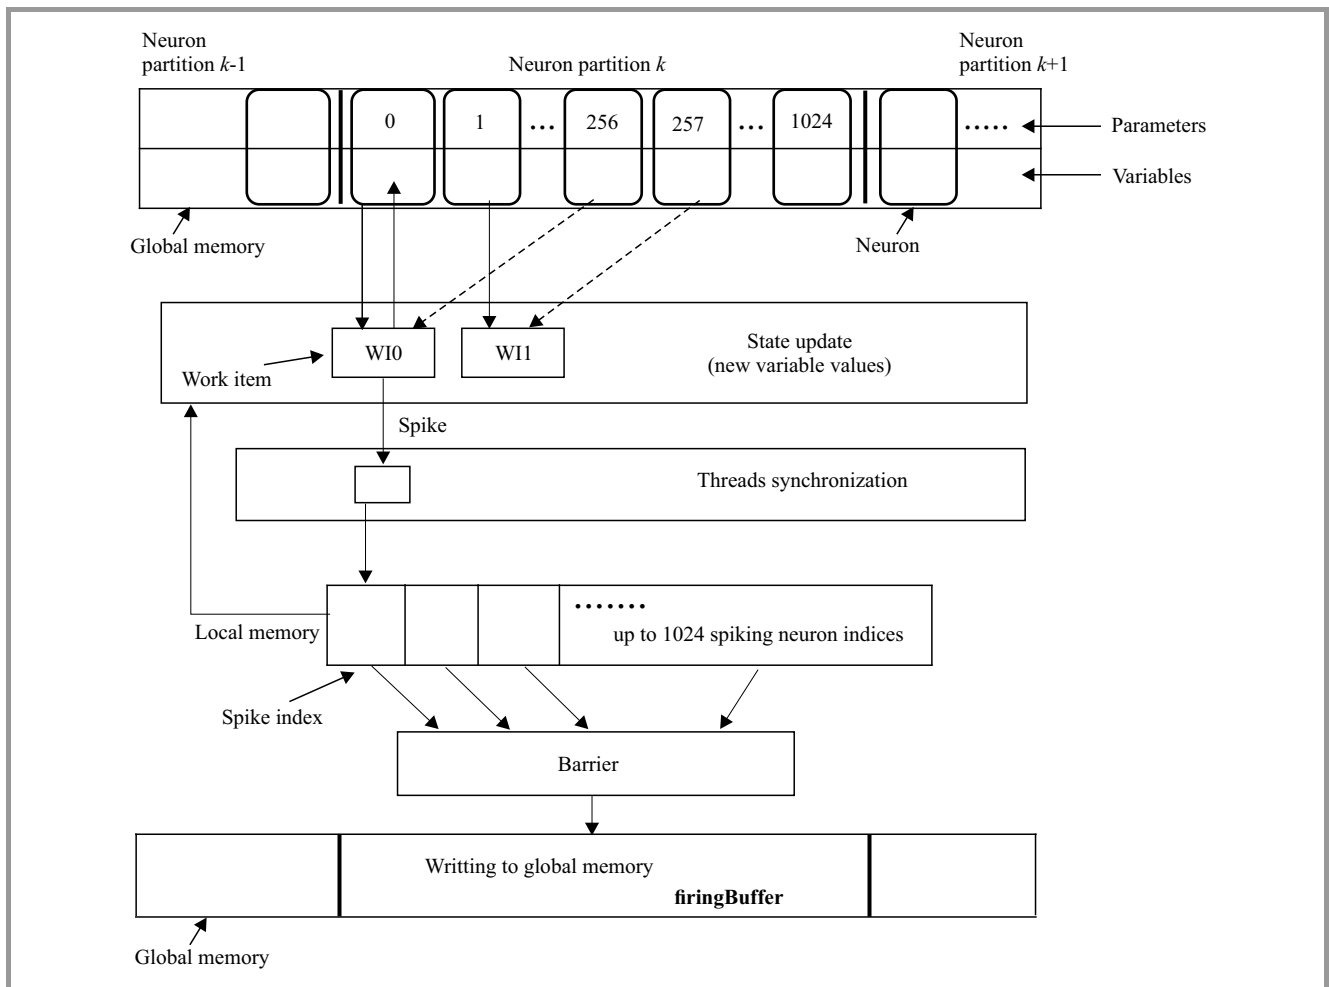 Neuron
partition k-1
Neuron partition k
Neuron
partition k+1
0
1
...
256
257
...
1024
.....
Parameters
Variables
Global memory
Neuron
WI0
WI1
State update
(new variable values)
Work item
Spike
Threads synchronization
.......
Local memory
up to 1024 spiking neuron indices
Spike index
Barrier
Writting to global memory
firingBuffer
Global memory